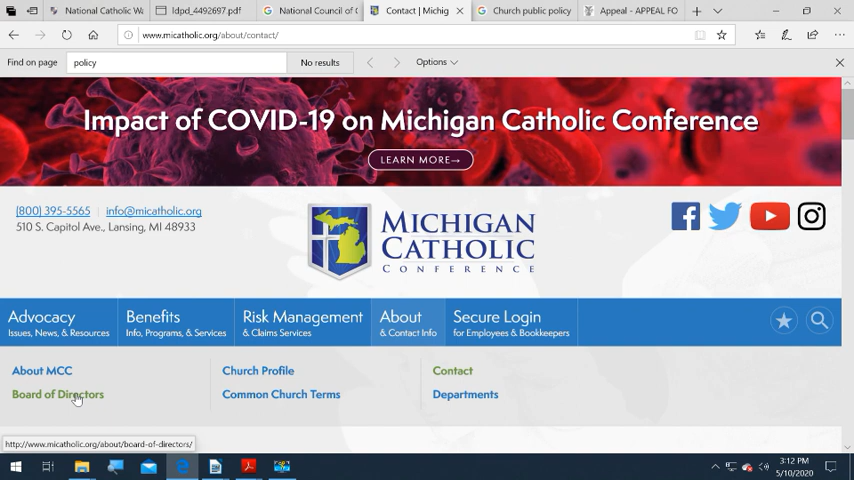 National Catholic Wa
ldpd_4492697.pdf
National Council of C
Contact | Michig
Church public policy
Appeal - APPEAL FO
www.micatholic.org/about/contact/
Find on page
policy
No results
Options
Impact of COVID-19 on Michigan Catholic Conference
LEARN MORE→
(800) 395-5565 | info@micatholic.org
510 S. Capitol Ave., Lansing, MI 48933
MICHIGAN
CATHOLIC
CONFERENCE
Advocacy
Issues, News, & Resources
Benefits
Info, Programs, & Services
Risk Management
& Claims Services
About
& Contact Info
Secure Login
for Employees & Bookkeepers
About MCC
Church Profile
Contact
Board of Directors
Common Church Terms
Departments
http://www.micatholic.org/about/board-of-directors/
3:12 PM
5/10/2020